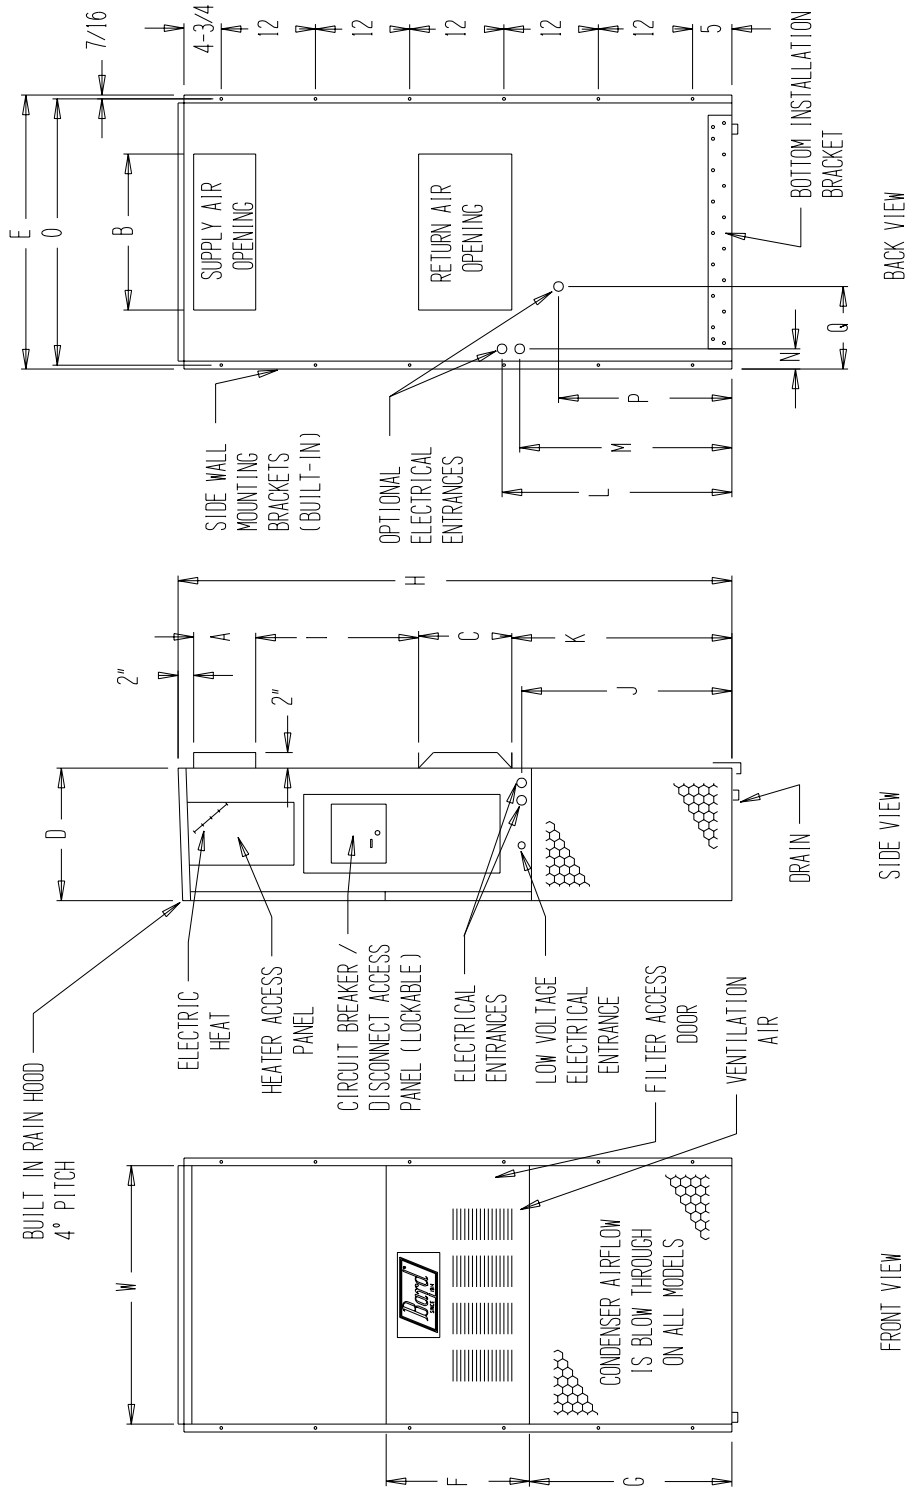 BUILT IN RAIN HOOD
4° PITCH
W
F
G
Bard
SINCE 1914
CONDENSER AIRFLOW
IS BLOW THROUGH
ON ALL MODELS
FILTER ACCESS
DOOR
VENTILATION
AIR
FRONT VIEW
D
2"
A
I
2"
C
K
J
H
ELECTRIC
HEAT
HEATER ACCESS
PANEL
CIRCUIT BREAKER /
DISCONNECT ACCESS
PANEL (LOCKABLE)
ELECTRICAL
ENTRANCES
LOW VOLTAGE
ELECTRICAL
ENTRANCE
DRAIN
SIDE VIEW
E
O
B
7/16
4-3/4
12
12
12
12
12
5
SUPPLY AIR
OPENING
RETURN AIR
OPENING
SIDE WALL
MOUNTING
BRACKETS
(BUILT-IN)
OPTIONAL
ELECTRICAL
ENTRANCES
L
M
P
N
Q
BOTTOM INSTALLATION
BRACKET
BACK VIEW